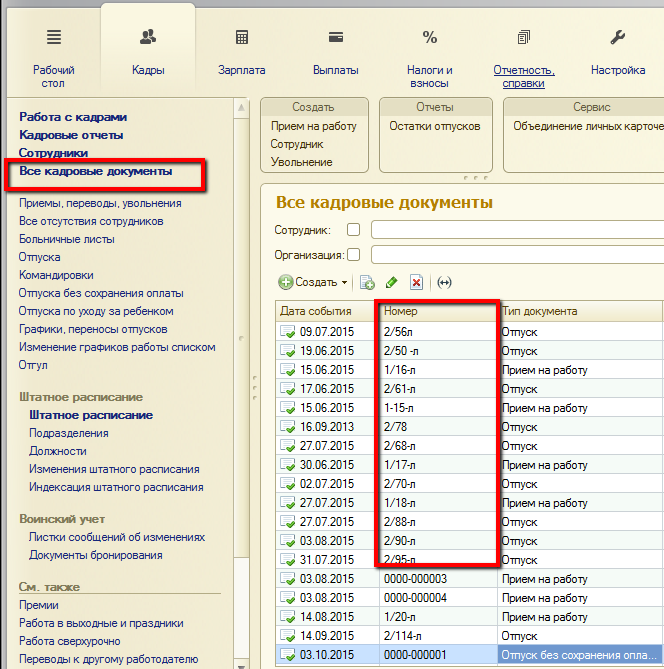 Рабочий стол
Кадры
Зарплата
Выплаты
Налоги и взносы
Отчетность, справки
Настройка
Работа с кадрами
Кадровые отчеты
Сотрудники
Все кадровые документы
Приемы, переводы, увольнения
Все отсутствия сотрудников
Больничные листы
Отпуска
Командировки
Отпуска без сохранения оплаты
Отпуска по уходу за ребенком
Графики, переносы отпусков
Изменение графиков работы списком
Отгул
Штатное расписание
Штатное расписание
Подразделения
Должности
Изменения штатного расписания
Индексация штатного расписания
Воинский учет
Листки сообщений об изменениях
Документы бронирования
См. также
Премии
Работа в выходные и праздники
Работа сверхурочно
Переводы к другому работодателю
Создать
Прием на работу
Сотрудник
Увольнение
Отчеты
Остатки отпусков
Сервис
Объединение личных карточе
Все кадровые документы
Сотрудник:
Организация:
Создать
Дата события Номер Тип документа
09.07.2015 2/56л Отпуск
19.06.2015 2/50 -л Отпуск
15.06.2015 1/16-л Прием на работу
17.06.2015 2/61-л Отпуск
15.06.2015 1-15-л Прием на работу
16.09.2013 2/78 Отпуск
27.07.2015 2/68-л Отпуск
30.06.2015 1/17-л Прием на работу
02.07.2015 2/70-л Отпуск
27.07.2015 1/18-л Прием на работу
27.07.2015 2/88-л Отпуск
03.08.2015 2/90-л Отпуск
31.07.2015 2/95-л Отпуск
03.08.2015 0000-000003 Прием на работу
03.08.2015 0000-000004 Прием на работу
14.08.2015 1/20-л Прием на работу
14.09.2015 2/114-л Отпуск
03.10.2015 0000-000001 Отпуск без сохранения опла...